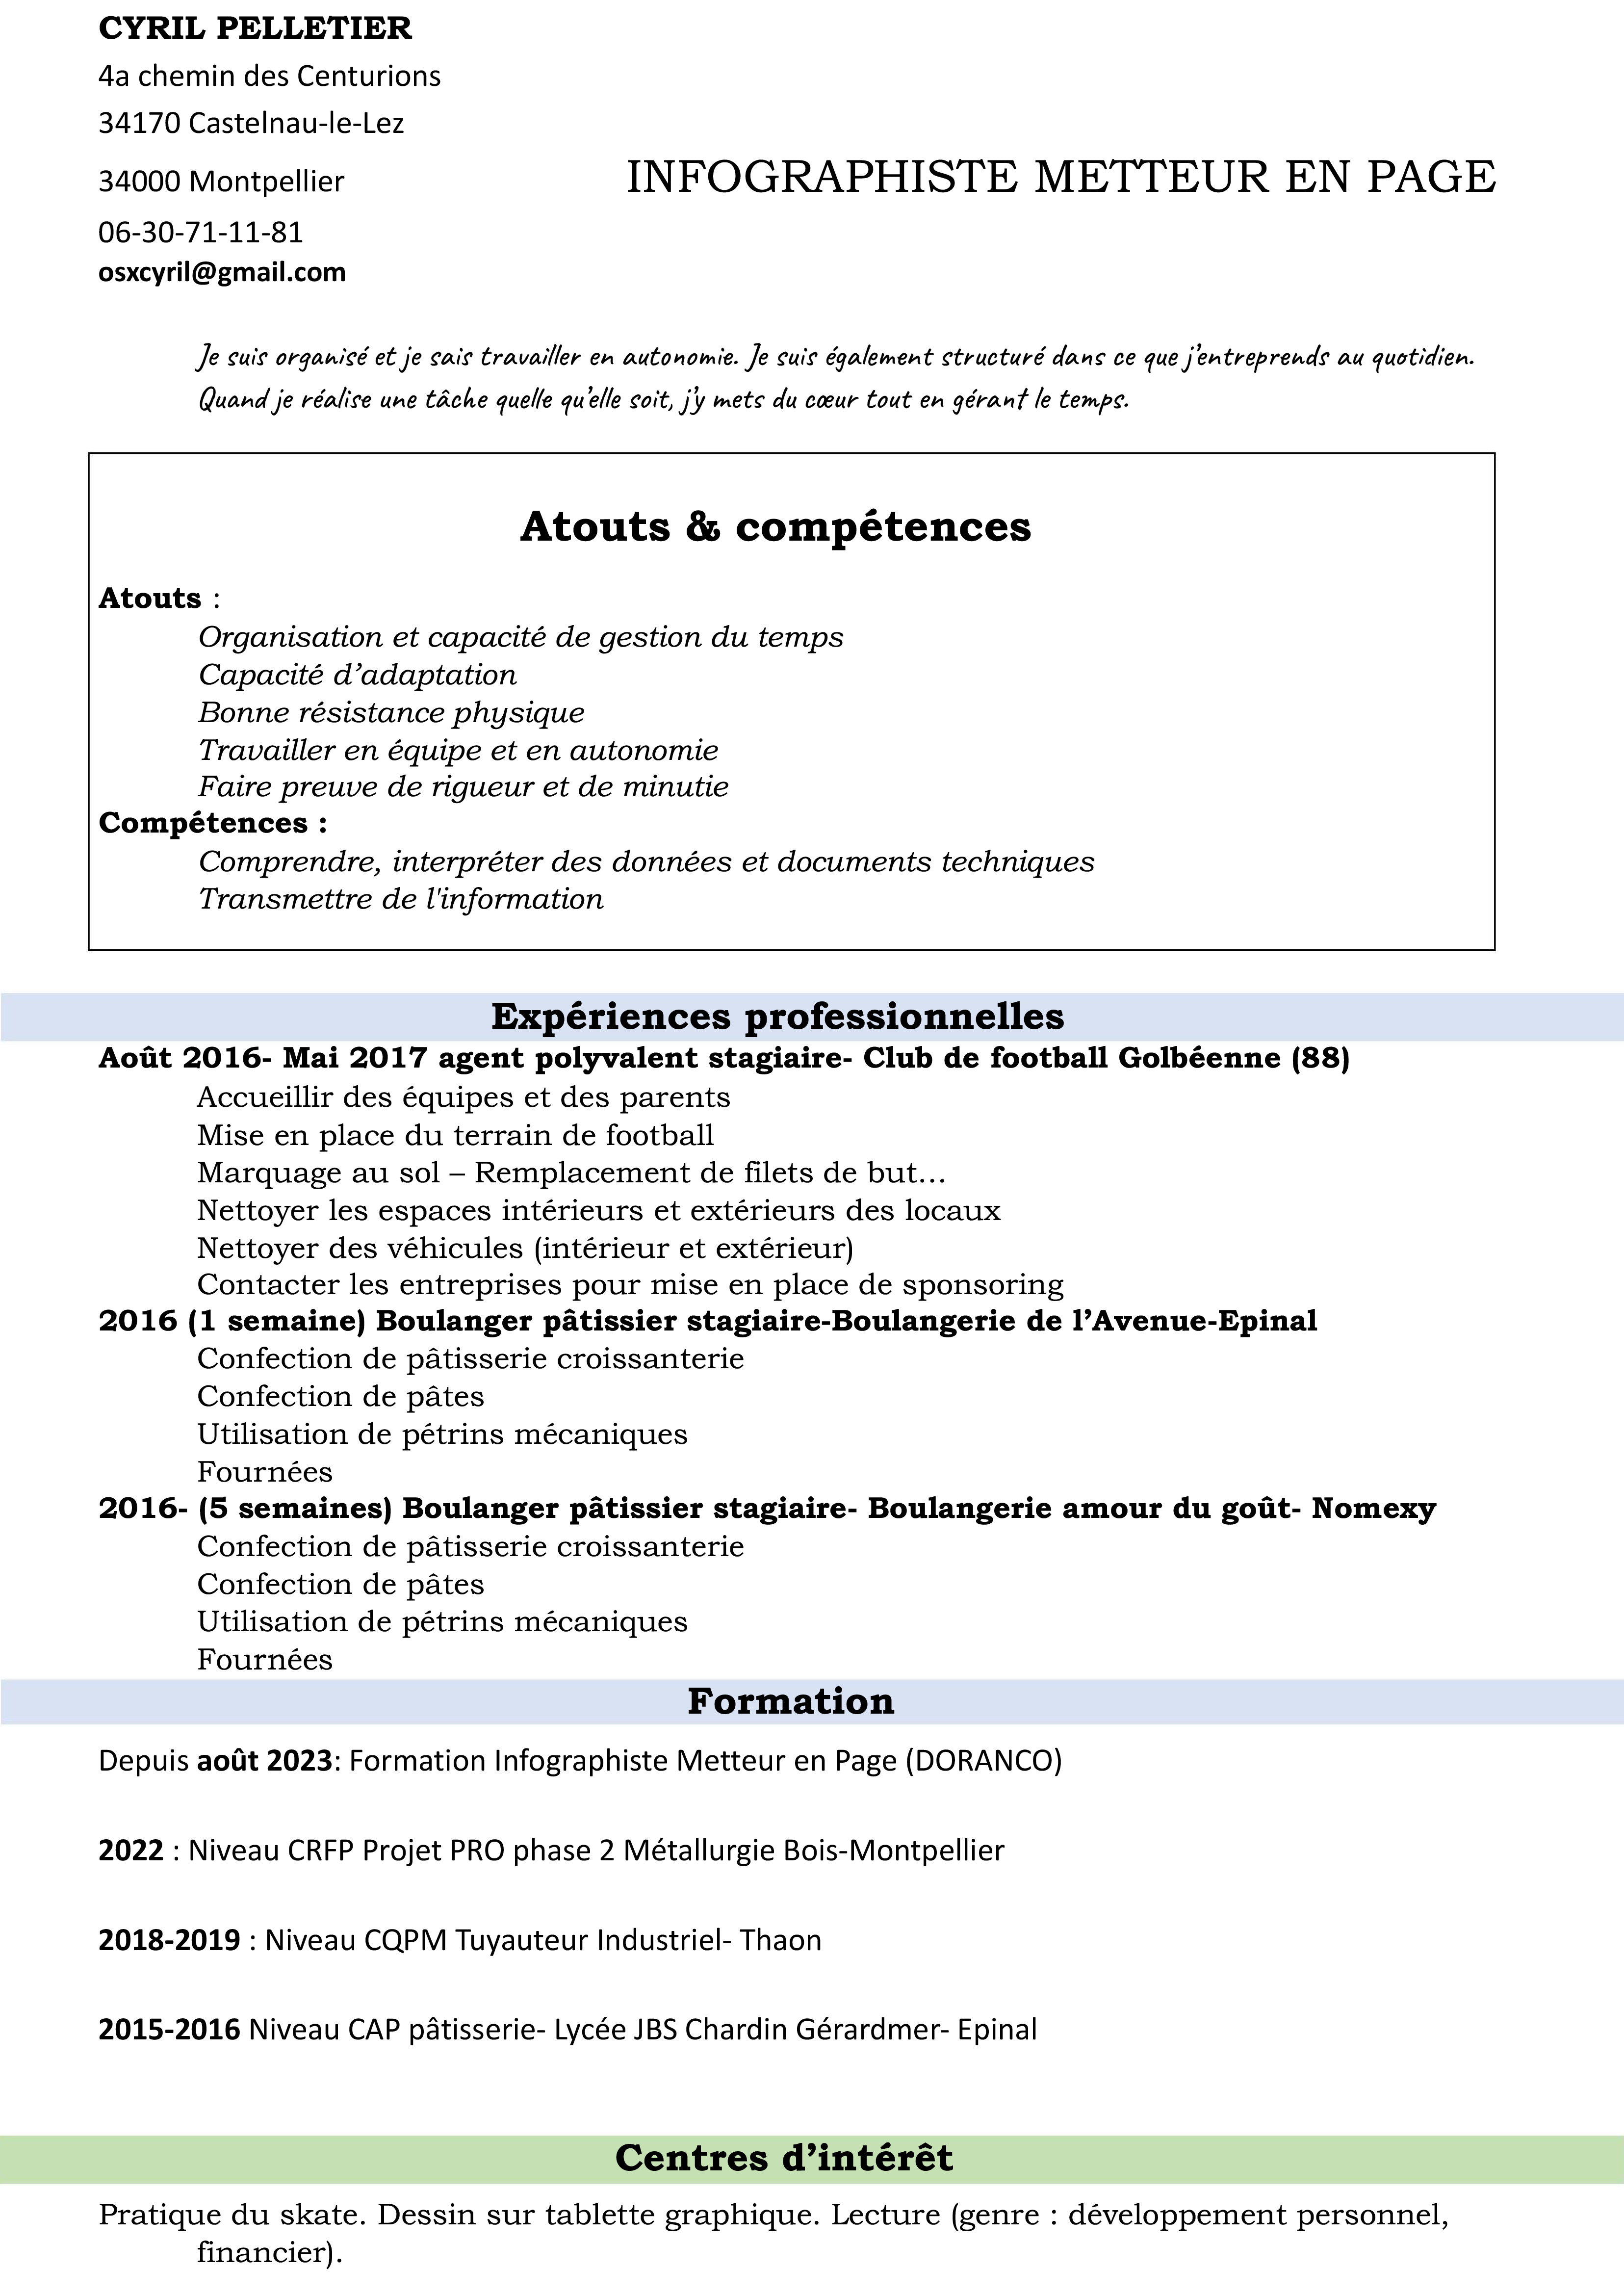 CYRIL PELLETIER
4a chemin des Centurions
34170 Castelnau-le-Lez
34000 Montpellier
INFOGRAPHISTE METTEUR EN PAGE
06-30-71-11-81
osxcyril@gmail.com
Je suis organisé et je sais travailler en autonomie. Je suis également structuré dans ce que j’entreprends au quotidien.
Quand je réalise une tâche quelle qu’elle soit, j’y mets du cœur tout en gérant le temps.
Atouts & compétences
Atouts :
Organisation et capacité de gestion du temps
Capacité d’adaptation
Bonne résistance physique
Travailler en équipe et en autonomie
Faire preuve de rigueur et de minutie
Compétences :
Comprendre, interpréter des données et documents techniques
Transmettre de l'information
Expériences professionnelles
Août 2016- Mai 2017 agent polyvalent stagiaire- Club de football Golbéenne (88)
Accueillir des équipes et des parents
Mise en place du terrain de football
Marquage au sol – Remplacement de filets de but…
Nettoyer les espaces intérieurs et extérieurs des locaux
Nettoyer des véhicules (intérieur et extérieur)
Contacter les entreprises pour mise en place de sponsoring
2016 (1 semaine) Boulanger pâtissier stagiaire-Boulangerie de l’Avenue-Epinal
Confection de pâtisserie croissanterie
Confection de pâtes
Utilisation de pétrins mécaniques
Fournées
2016- (5 semaines) Boulanger pâtissier stagiaire- Boulangerie amour du goût- Nomexy
Confection de pâtisserie croissanterie
Confection de pâtes
Utilisation de pétrins mécaniques
Fournées
Formation
Depuis août 2023: Formation Infographiste Metteur en Page (DORANCO)
2022 : Niveau CRFP Projet PRO phase 2 Métallurgie Bois-Montpellier
2018-2019 : Niveau CQPM Tuyauteur Industriel- Thaon
2015-2016 Niveau CAP pâtisserie- Lycée JBS Chardin Gérardmer- Epinal
Centres d’intérêt
Pratique du skate. Dessin sur tablette graphique. Lecture (genre : développement personnel,
financier).